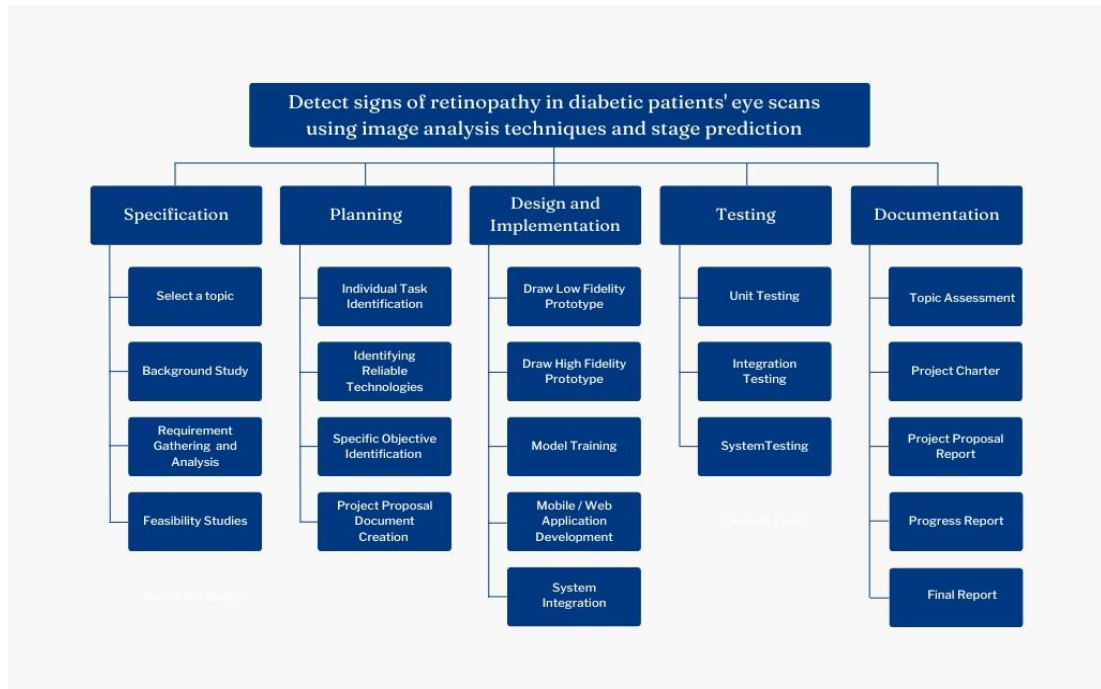 Detect signs of retinopathy in diabetic patients' eye scans
using image analysis techniques and stage prediction
Specification
Select a topic
Background Study
Requirement
Gathering and
Analysis
Feasibility Studies
Planning
Individual Task
Identification
Identifying
Reliable
Technologies
Specific Objective
Identification
Project Proposal
Document
Creation
Design and
Implementation
Draw Low Fidelity
Prototype
Draw High Fidelity
Prototype
Model Training
Mobile / Web
Application
Development
System
Integration
Testing
Unit Testing
Integration
Testing
SystemTesting
Documentation
Topic Assessment
Project Charter
Project Proposal
Report
Progress Report
Final Report